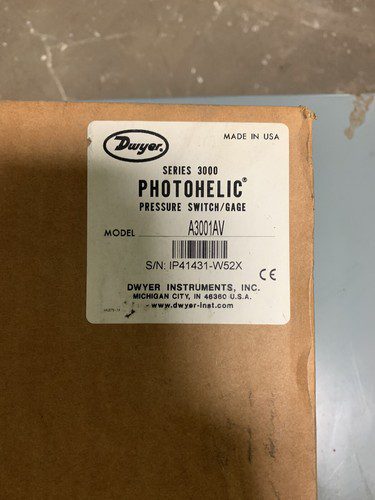 Dwyer.
MADE IN USA
SERIES 3000
PHOTOHELIC®
PRESSURE SWITCH/GAGE
MODEL A3001AV
S/N: IP41431-W52X
CE
DWYER INSTRUMENTS, INC.
MICHIGAN CITY, IN 46360 U.S.A.
www.dwyer-inst.com